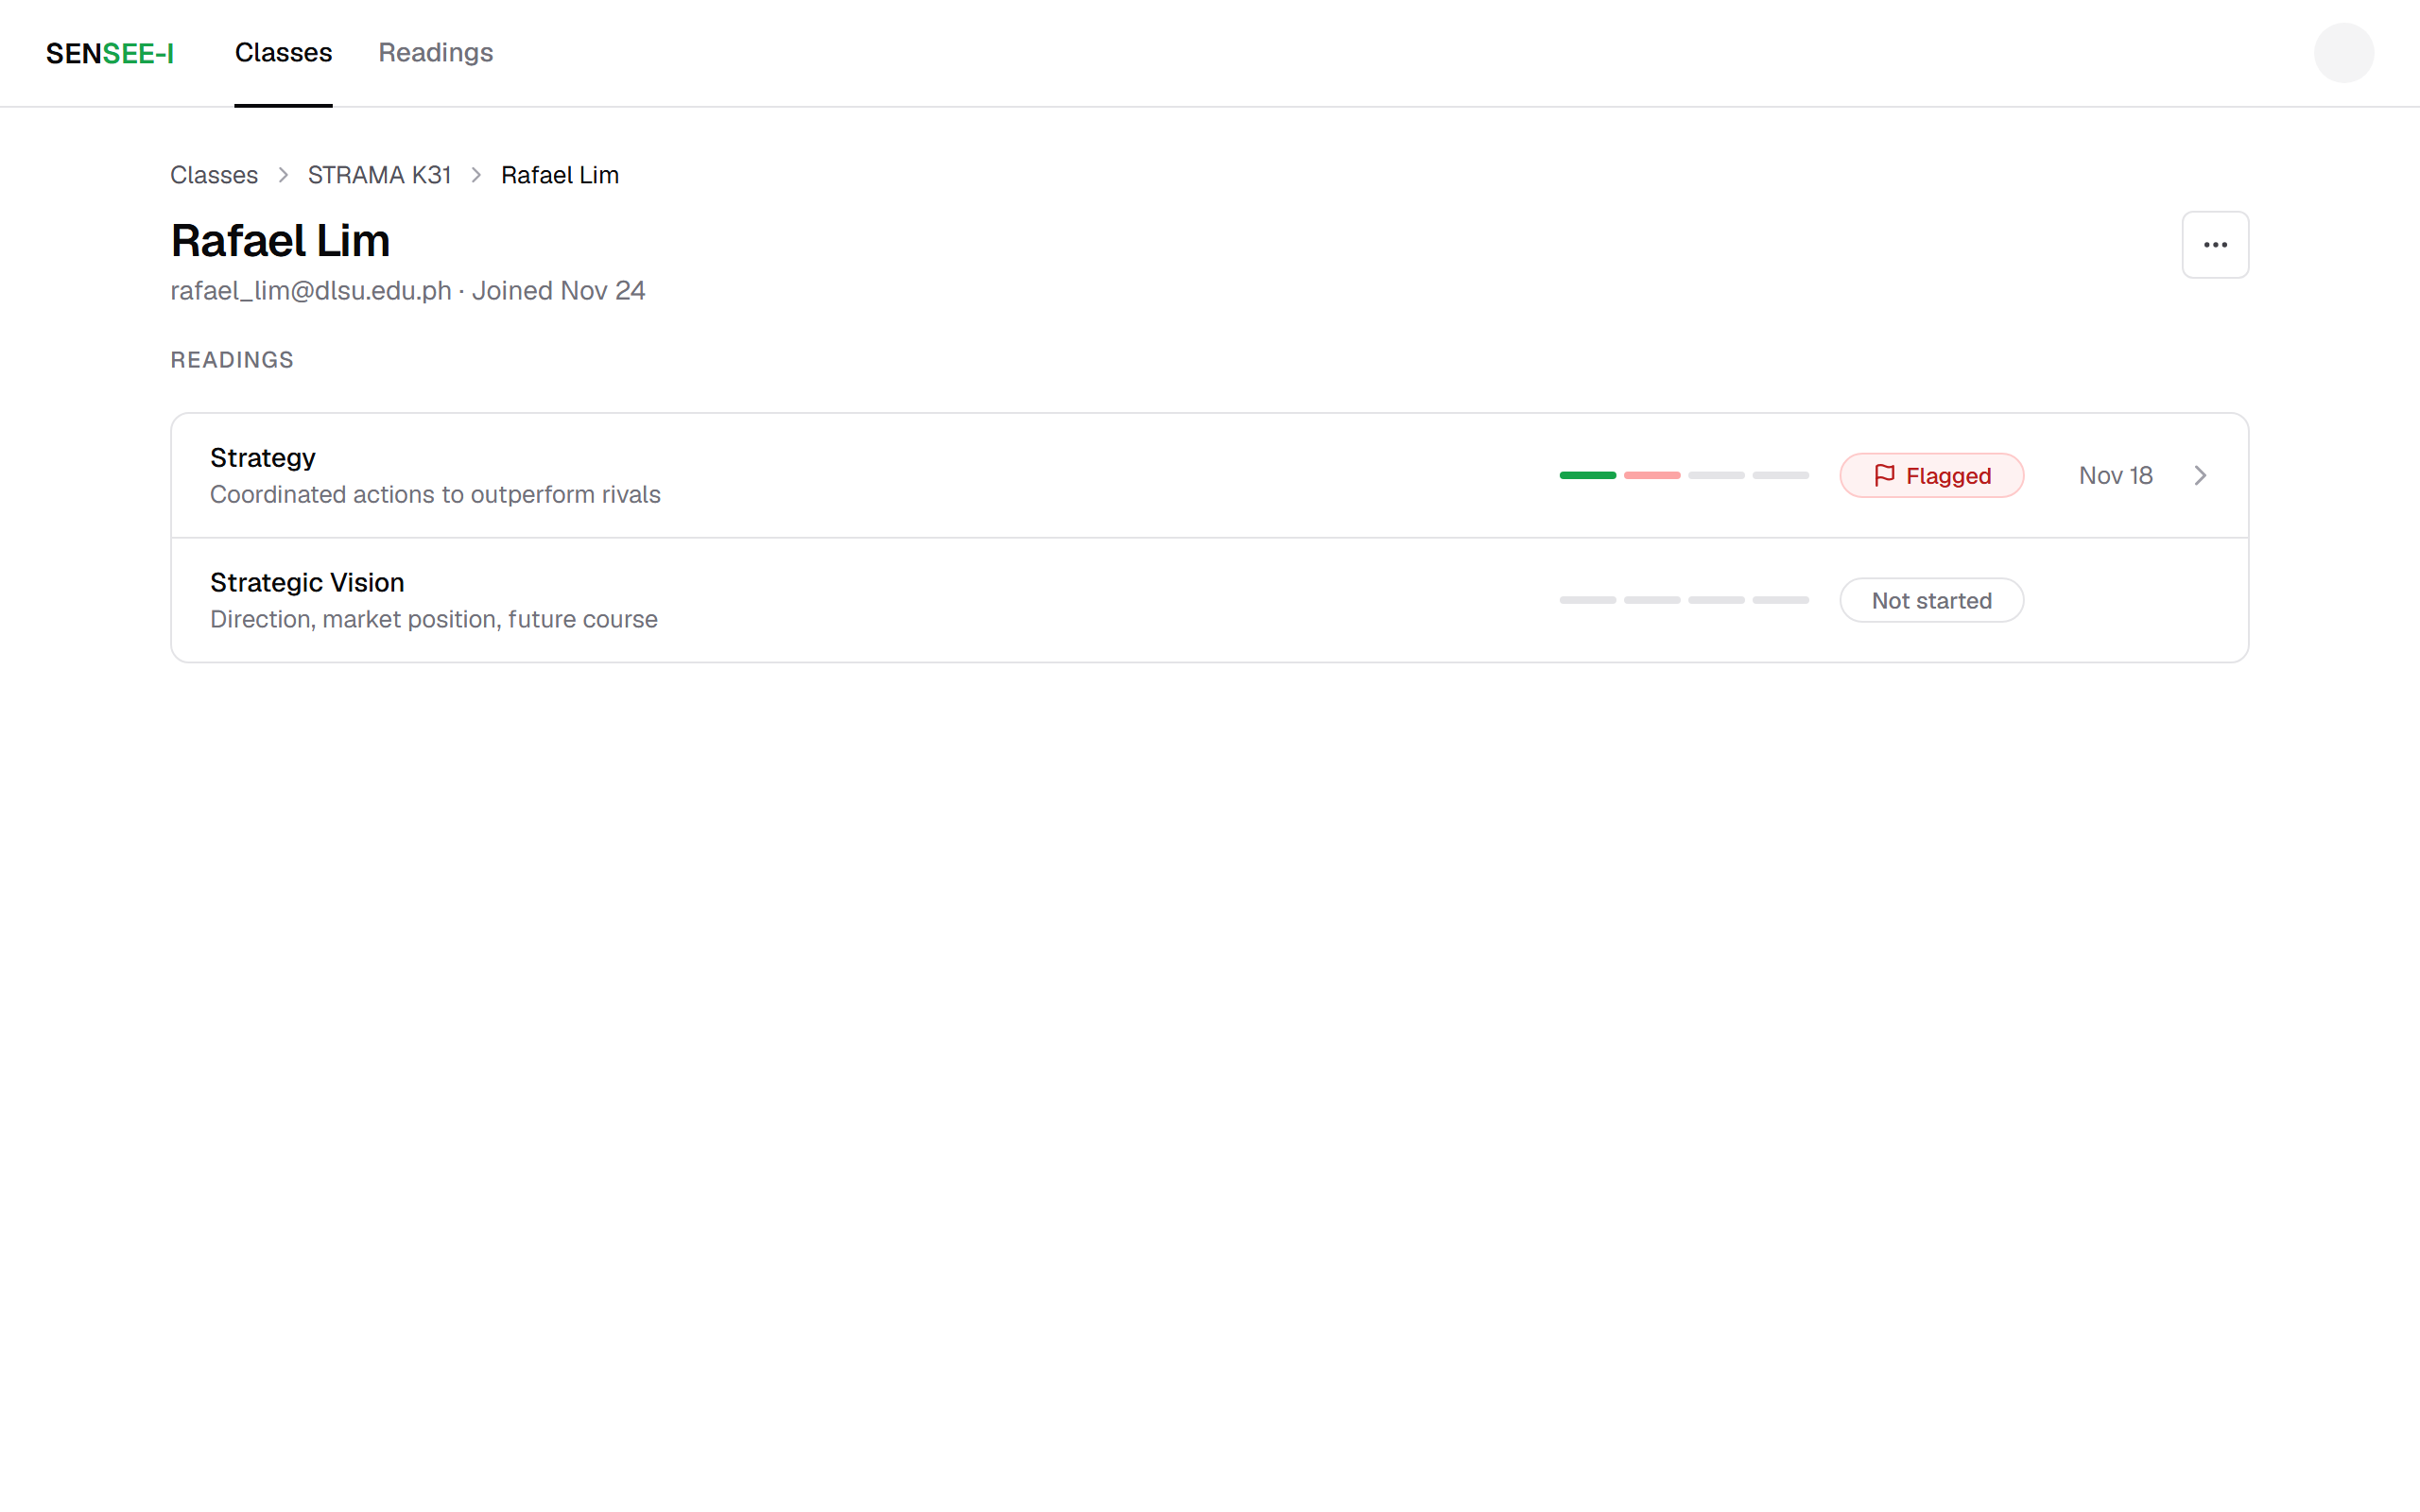 SENSEE-I Classes Readings
Classes > STRAMA K31 > Rafael Lim
Rafael Lim
rafael_lim@dlsu.edu.ph · Joined Nov 24
READINGS
Strategy
Coordinated actions to outperform rivals
Flagged Nov 18
Strategic Vision
Direction, market position, future course
Not started